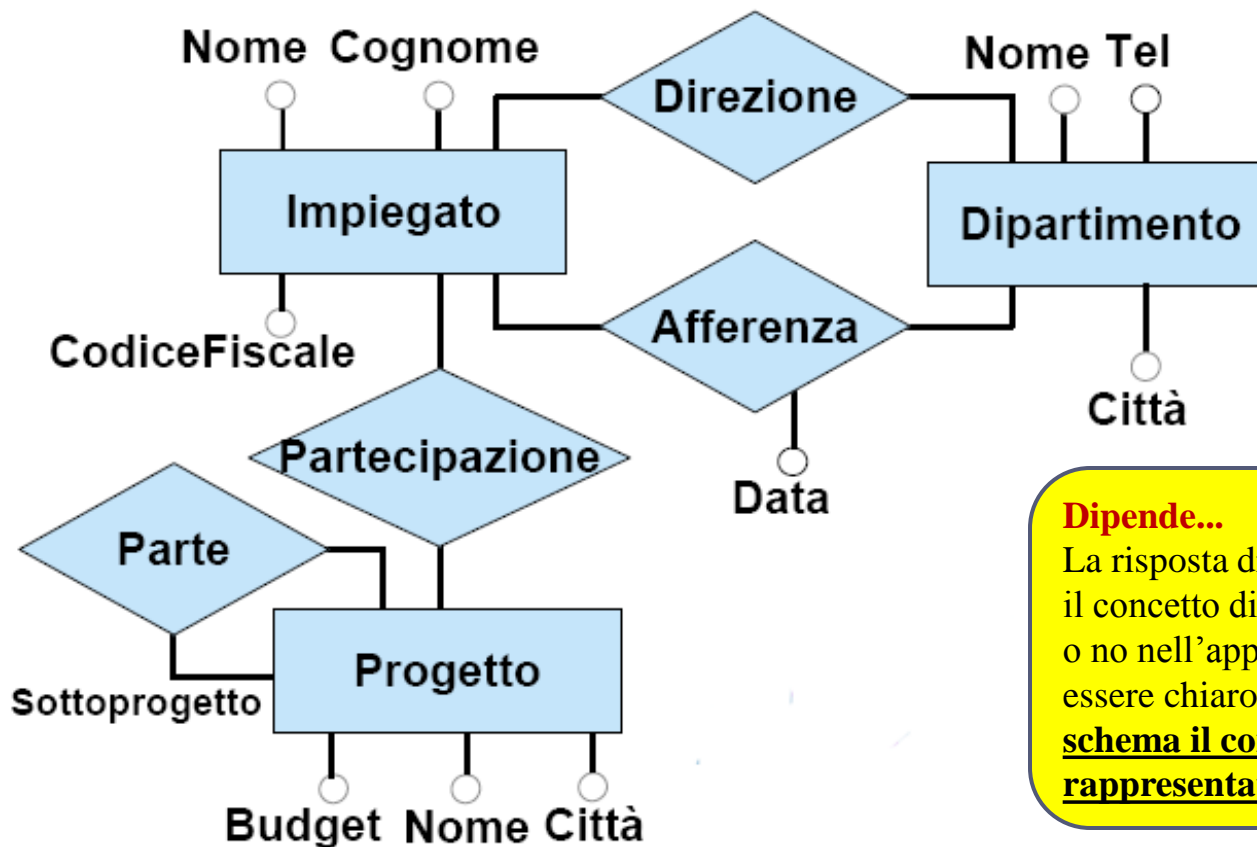 Nome Cognome
Direzione
Nome Tel
Impiegato
Dipartimento
CodiceFiscale
Afferenza
Città
Partecipazione
Data
Parte
Progetto
Sottoprogetto
Budget Nome Città
Dipende...
La risposta
il concetto di
o no nell'app
essere chiaro
schema il co
rappresenta